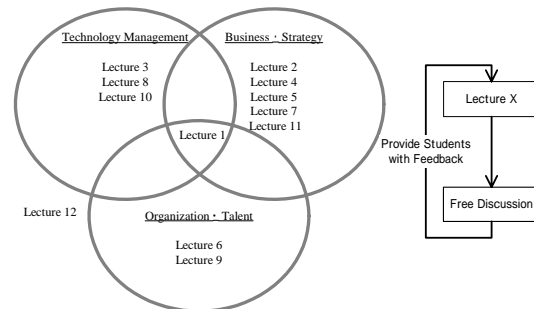 Technology Management
Lecture 3
Lecture 8
Lecture 10
Business・Strategy
Lecture 2
Lecture 4
Lecture 5
Lecture 7
Lecture 11
Lecture 1
Lecture 12
Organization・Talent
Lecture 6
Lecture 9
Lecture X
Provide Students
with Feedback
Free Discussion